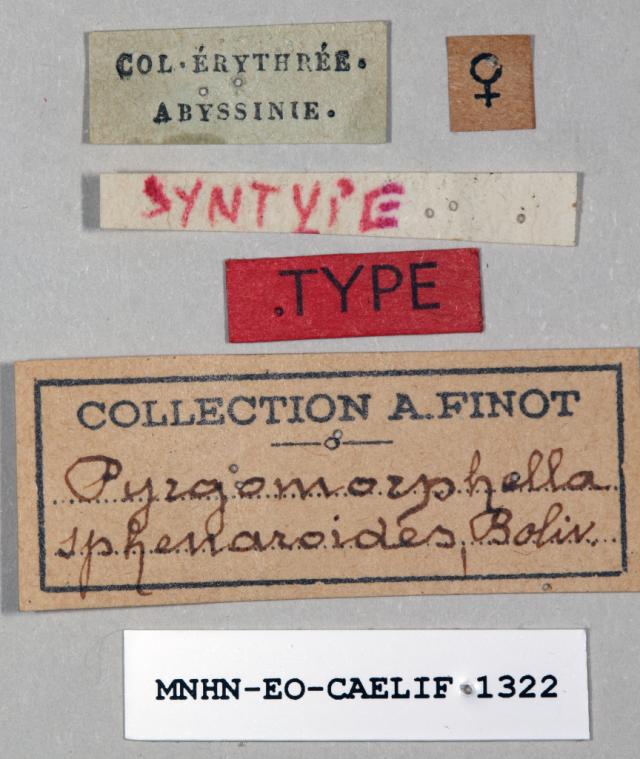 COL. ÉRYTHRÉE.
ABYSSINIE.
♀
SYNTYPE
.TYPE
COLLECTION A. FINOT
Pyrgomorphella
sphenaroides, Boliv.
MNHN-EO-CAELIF 1322